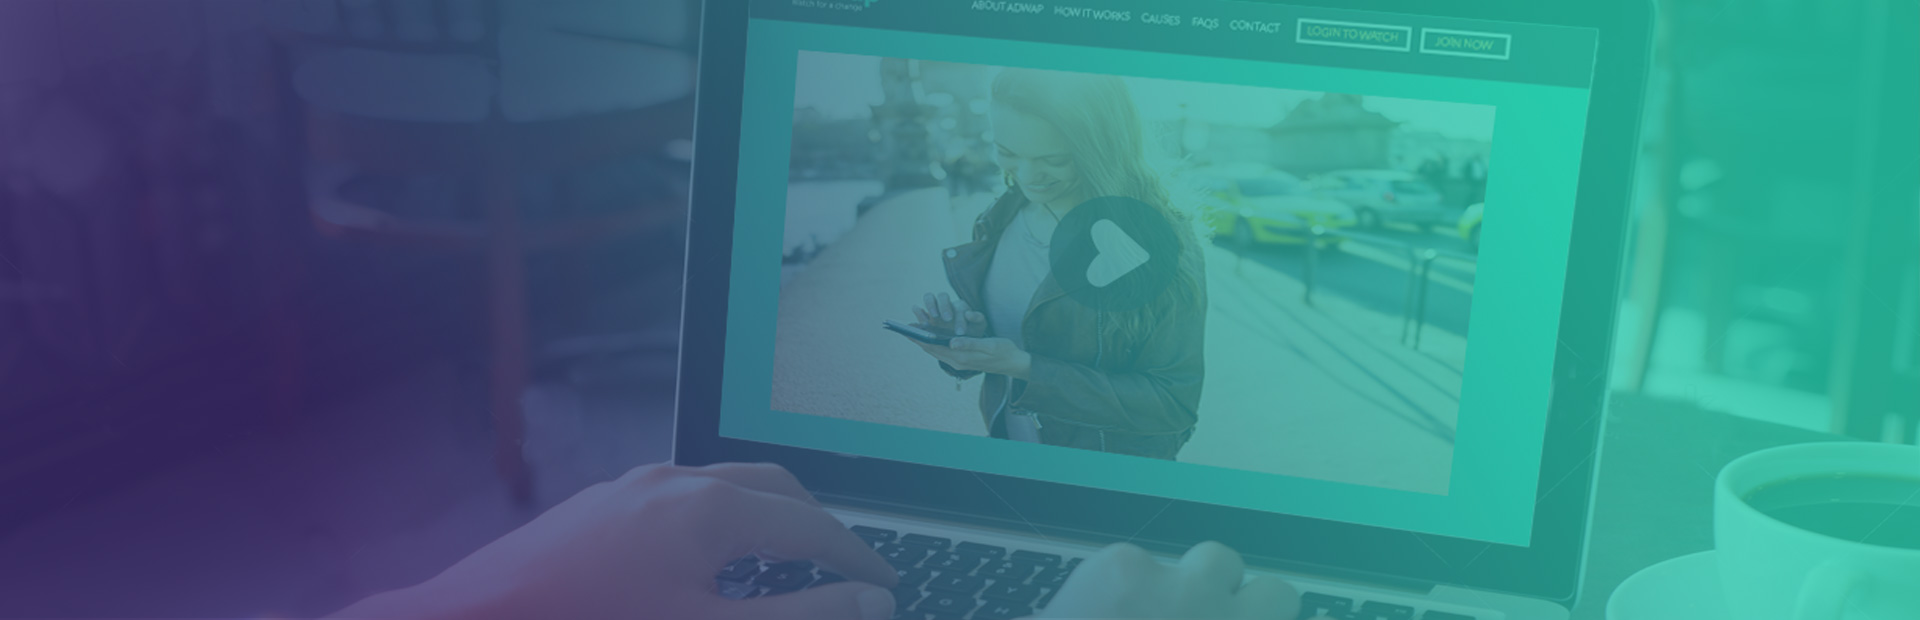 Watch for a change
ABOUT ADWAP HOW IT WORKS CAUSES FAQS CONTACT LOGIN TO WATCH JOIN NOW